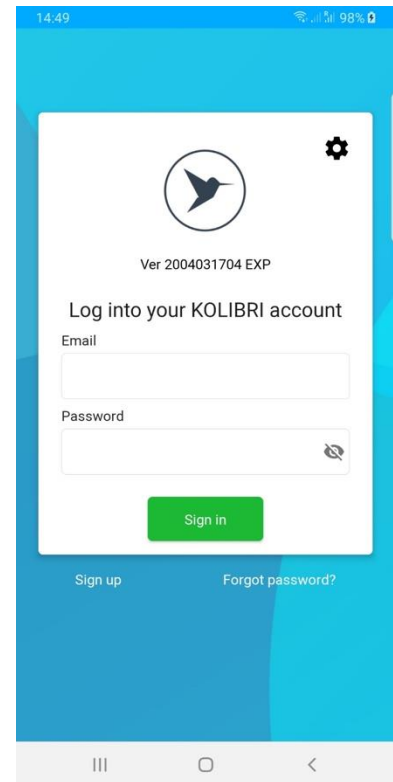 14:49 98%
Ver 2004031704 EXP
Log into your KOLIBRI account
Email
Password
Sign in
Sign up Forgot password?